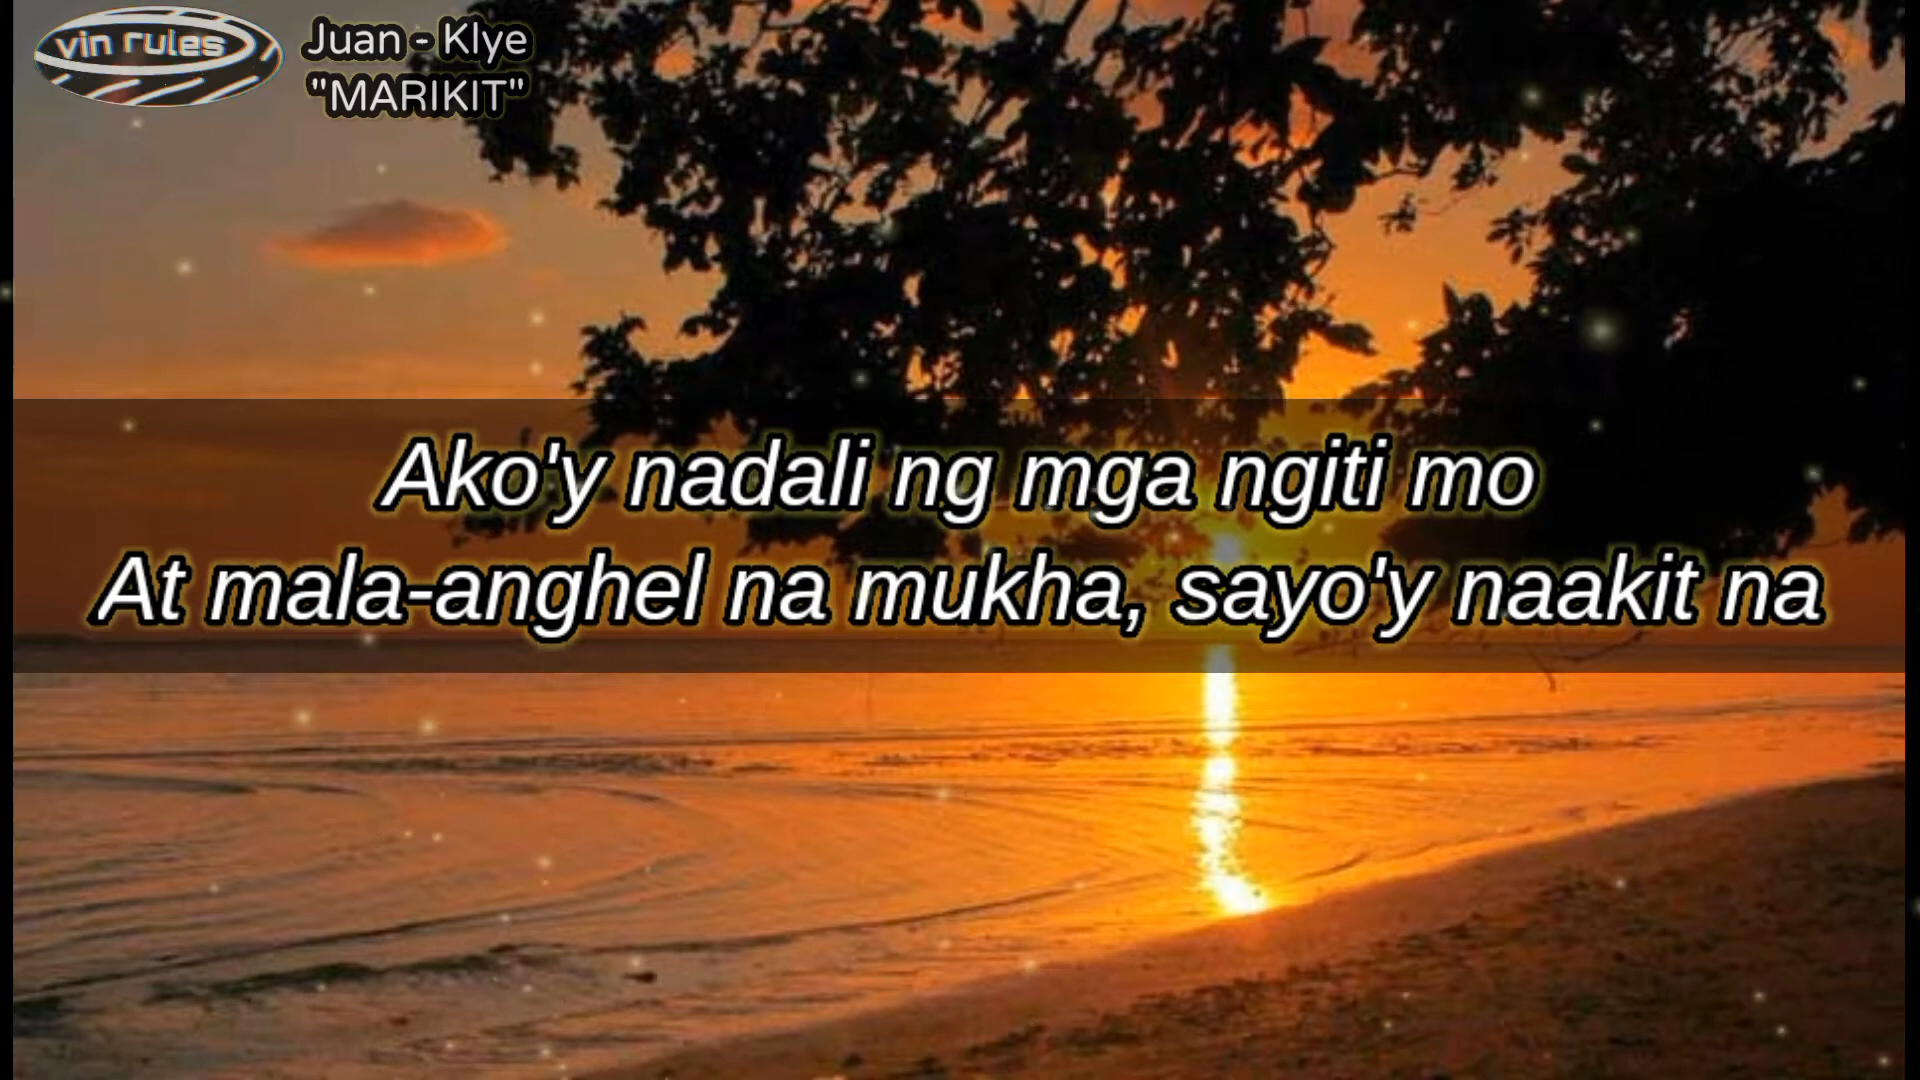 vin rules
Juan - Klye
"MARIKIT"
Ako'y nadali ng mga ngiti mo
At mala-anghel na mukha, sayo'y naakit na